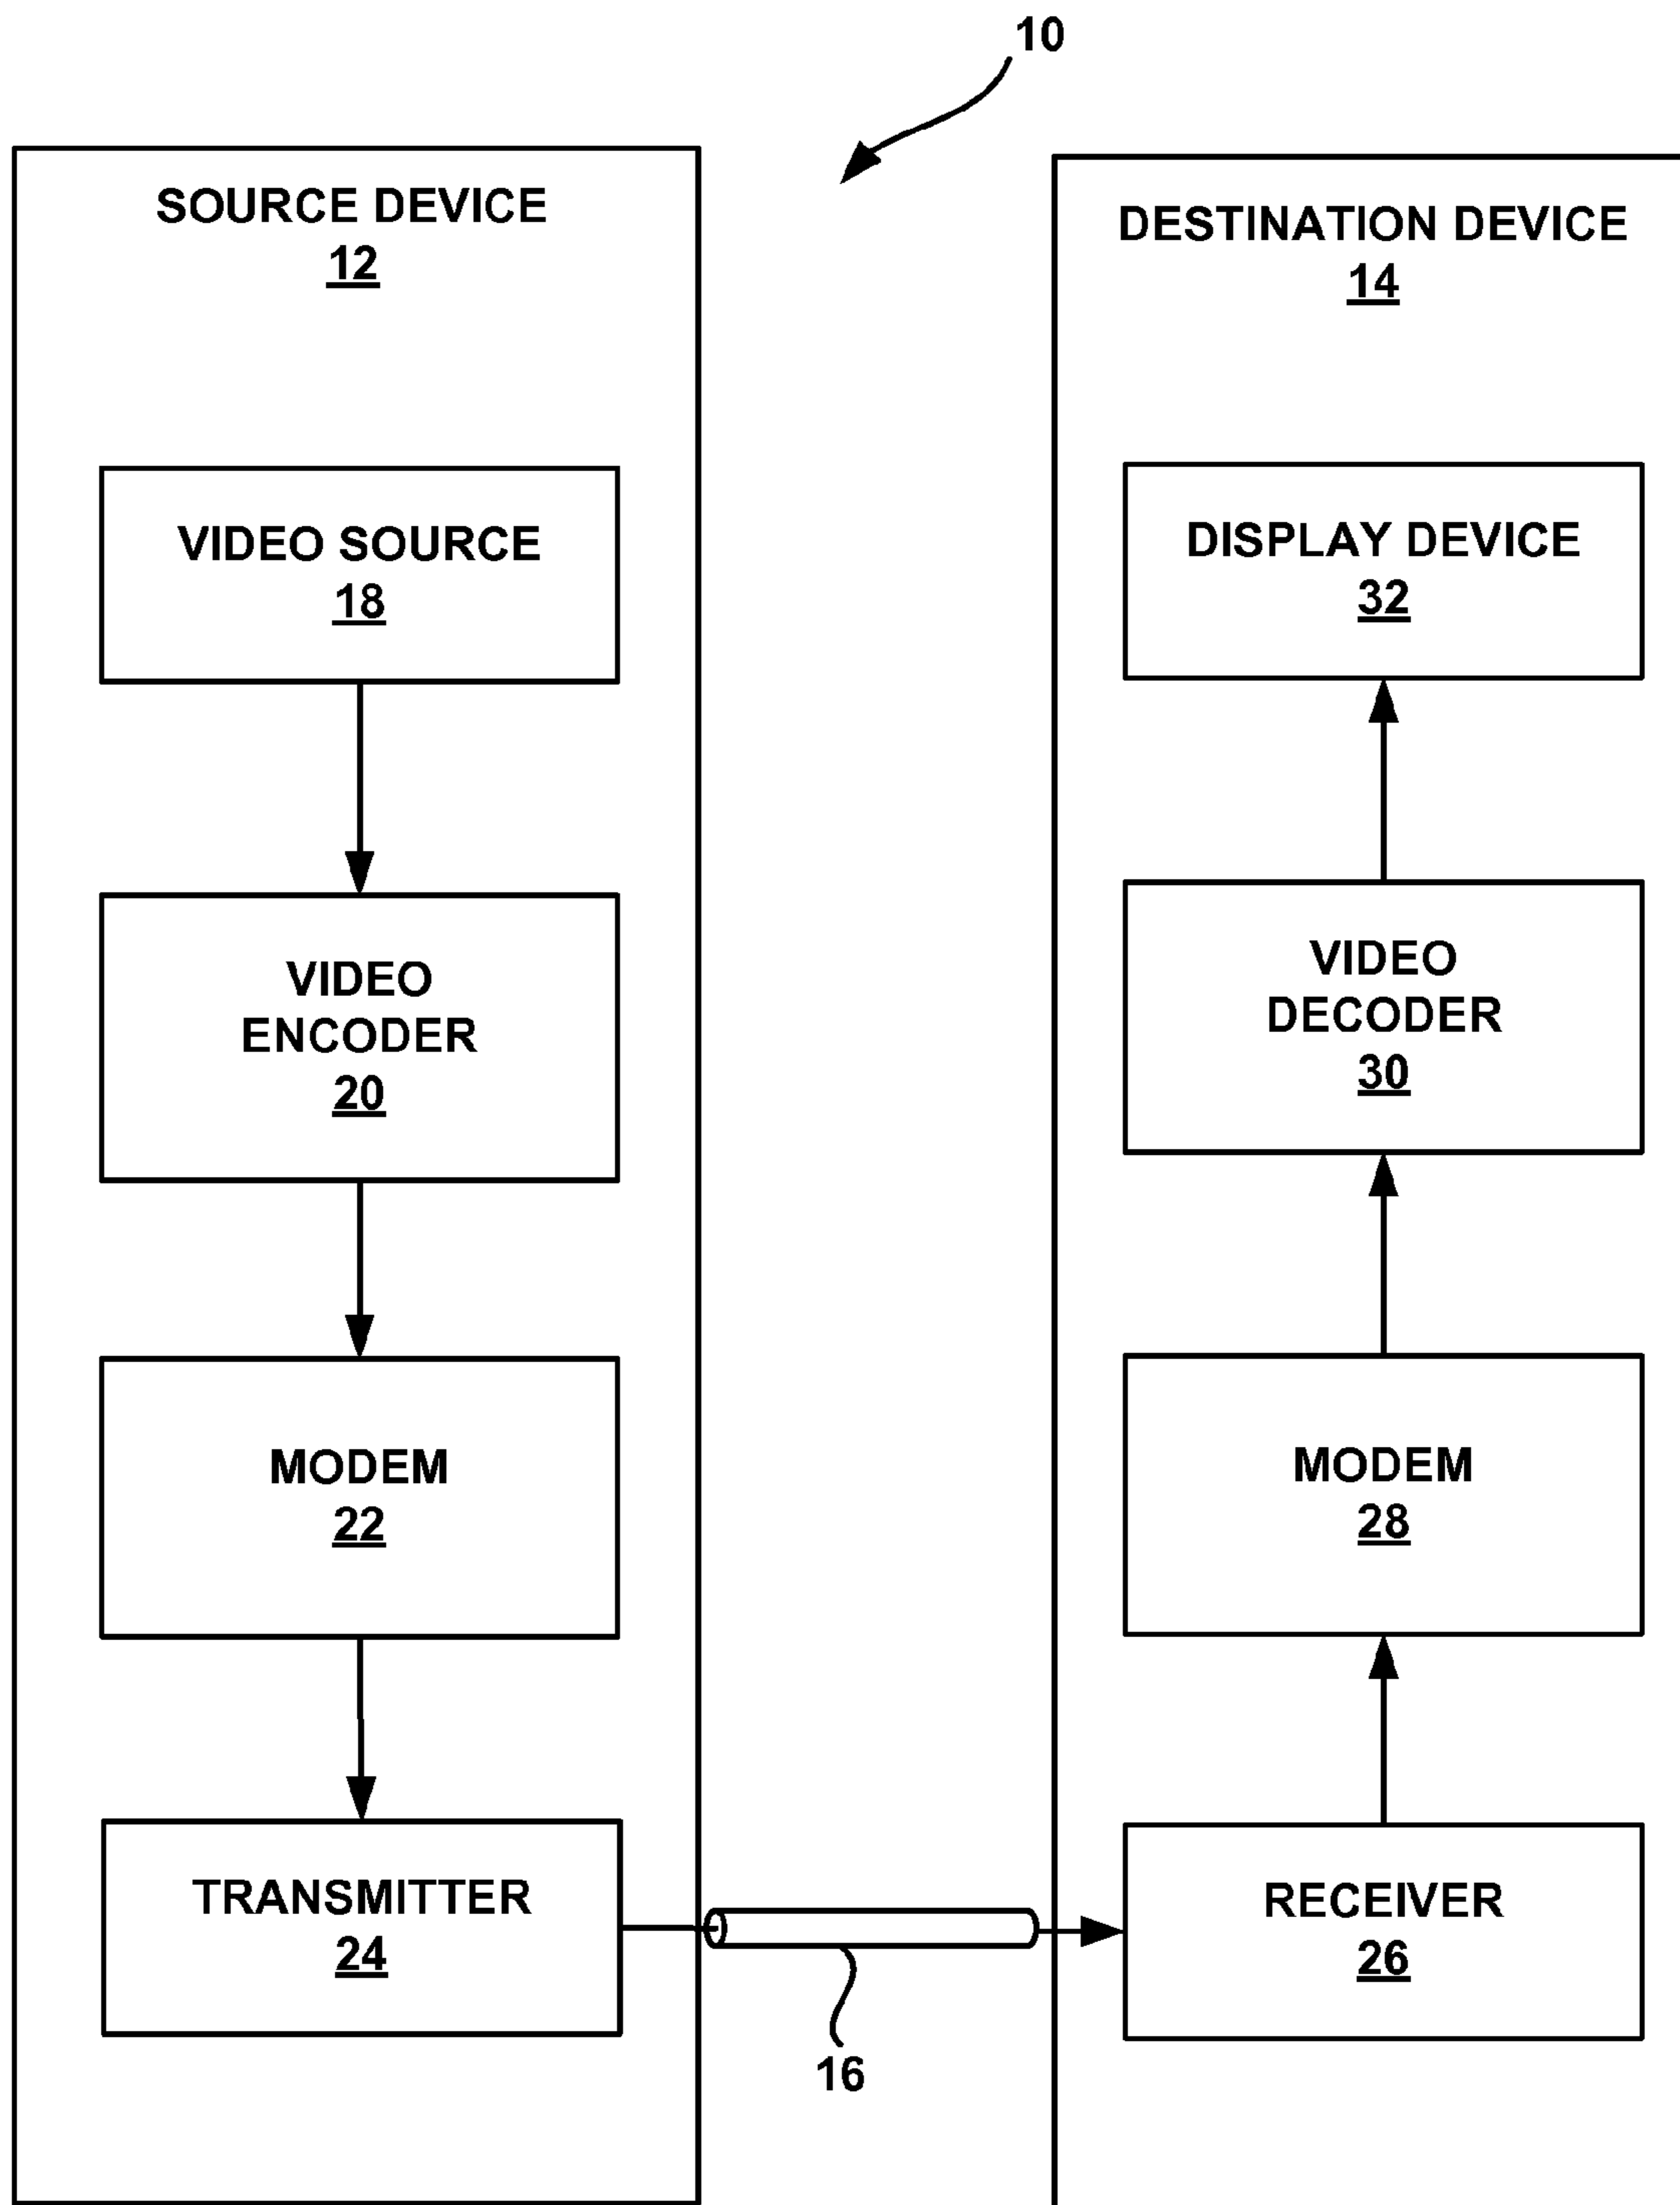 10
SOURCE DEVICE
12
VIDEO SOURCE
18
VIDEO
ENCODER
20
MODEM
22
TRANSMITTER
24
16
DESTINATION DEVICE
14
DISPLAY DEVICE
32
VIDEO
DECODER
30
MODEM
28
RECEIVER
26